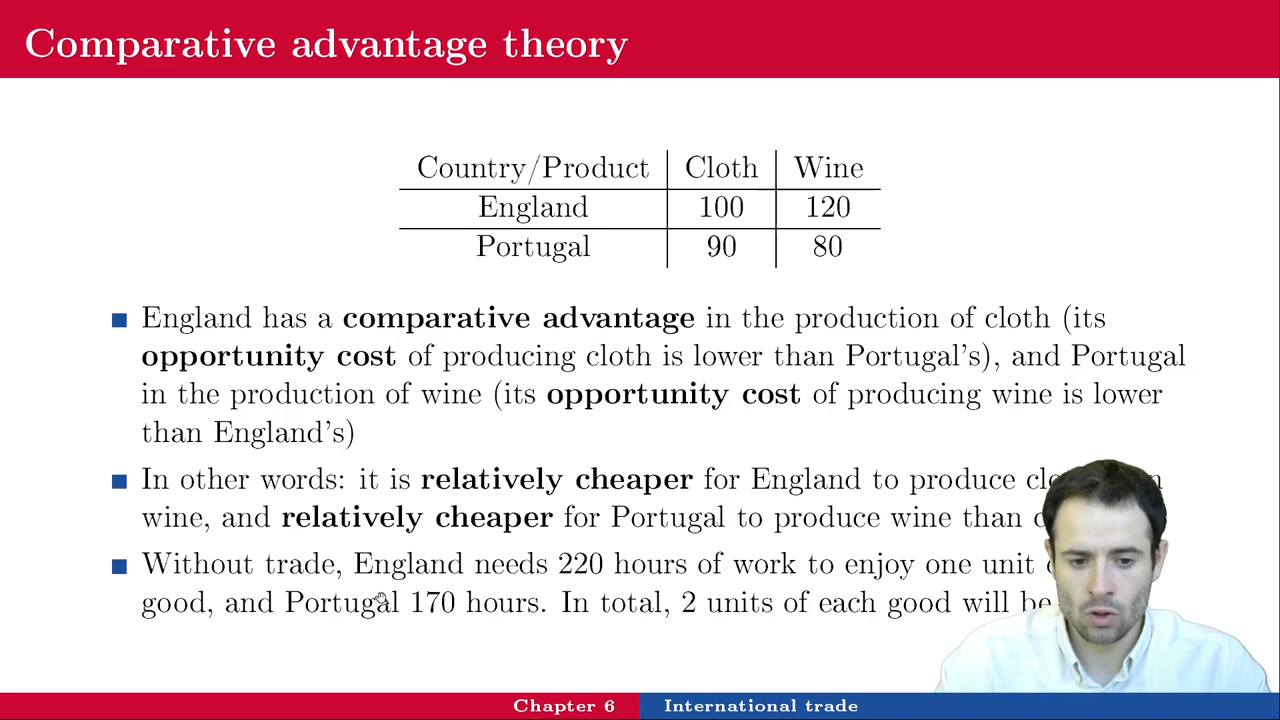 Comparative advantage theory
Country/Product Cloth Wine
England 100 120
Portugal 90 80
England has a comparative advantage in the production of cloth (its
opportunity cost of producing cloth is lower than Portugal's), and Portugal
in the production of wine (its opportunity cost of producing wine is lower
than England's)
In other words: it is relatively cheaper for England to produce
wine, and relatively cheaper for Portugal to produce wine than
Without trade, England needs 220 hours of work to enjoy one unit
good, and Portugal 170 hours. In total, 2 units of each good will be
Chapter 6 International trade